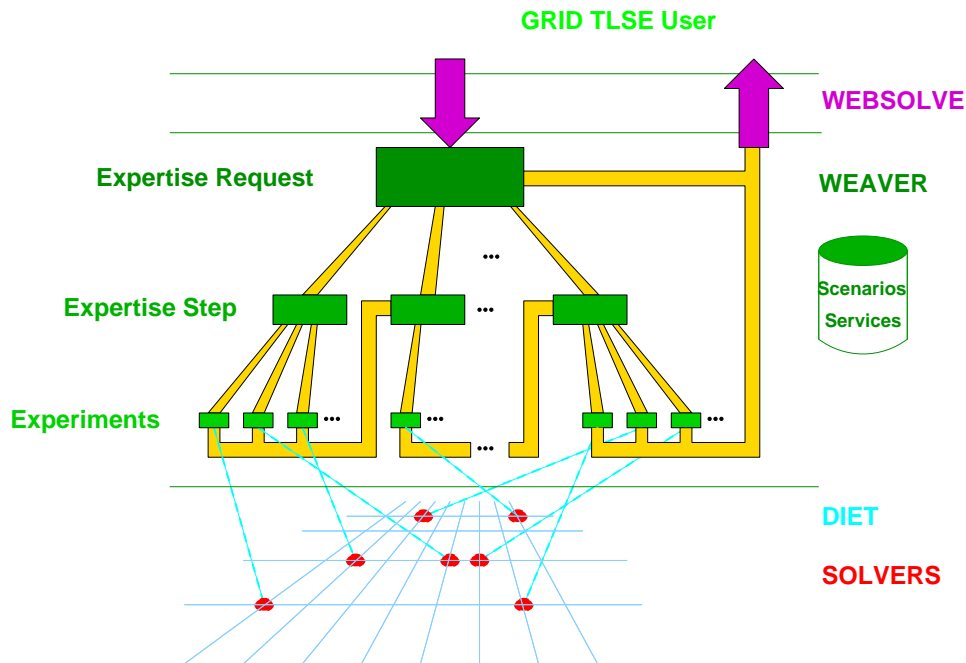 GRID TLSE User
WEBSOLVE
Expertise Request
WEAVER
...
Scenarios
Services
Expertise Step
...
Experiments
...
...
...
...
DIET
SOLVERS